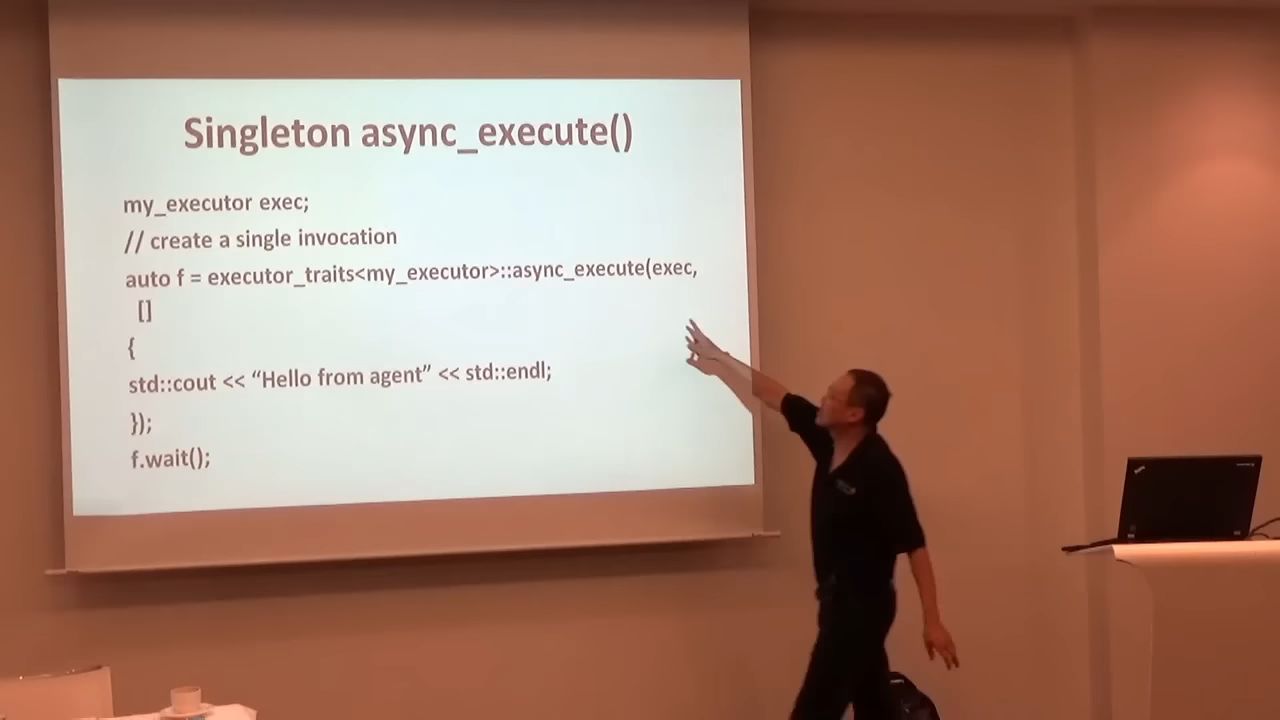 Singleton async_execute()
my_executor exec;
// create a single invocation
auto f = executor_traits<my_executor>::async_execute(exec,
[]
{
std::cout << “Hello from agent” << std::endl;
});
f.wait();